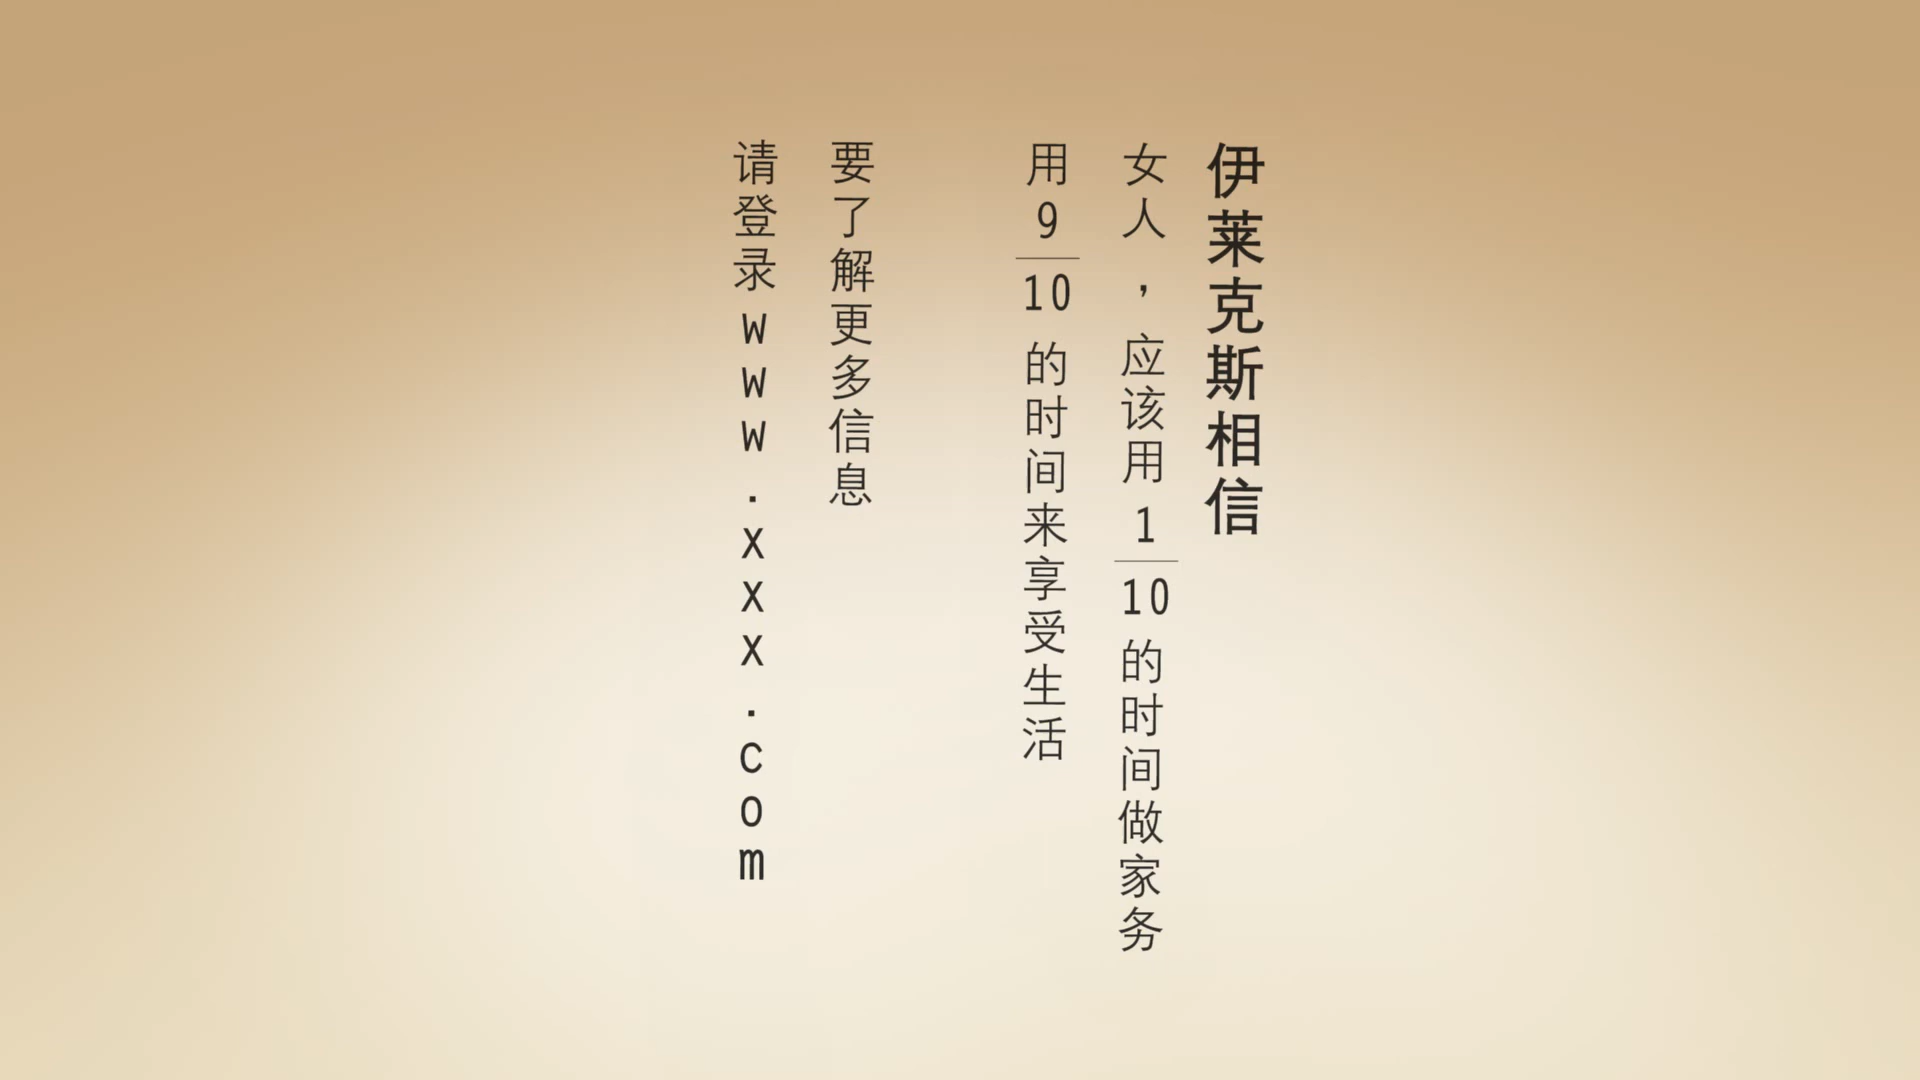 伊莱克斯相信
女人，应该用1/10的时间做家务
用9/10的时间来享受生活
要了解更多信息
请登录www.xxx.com